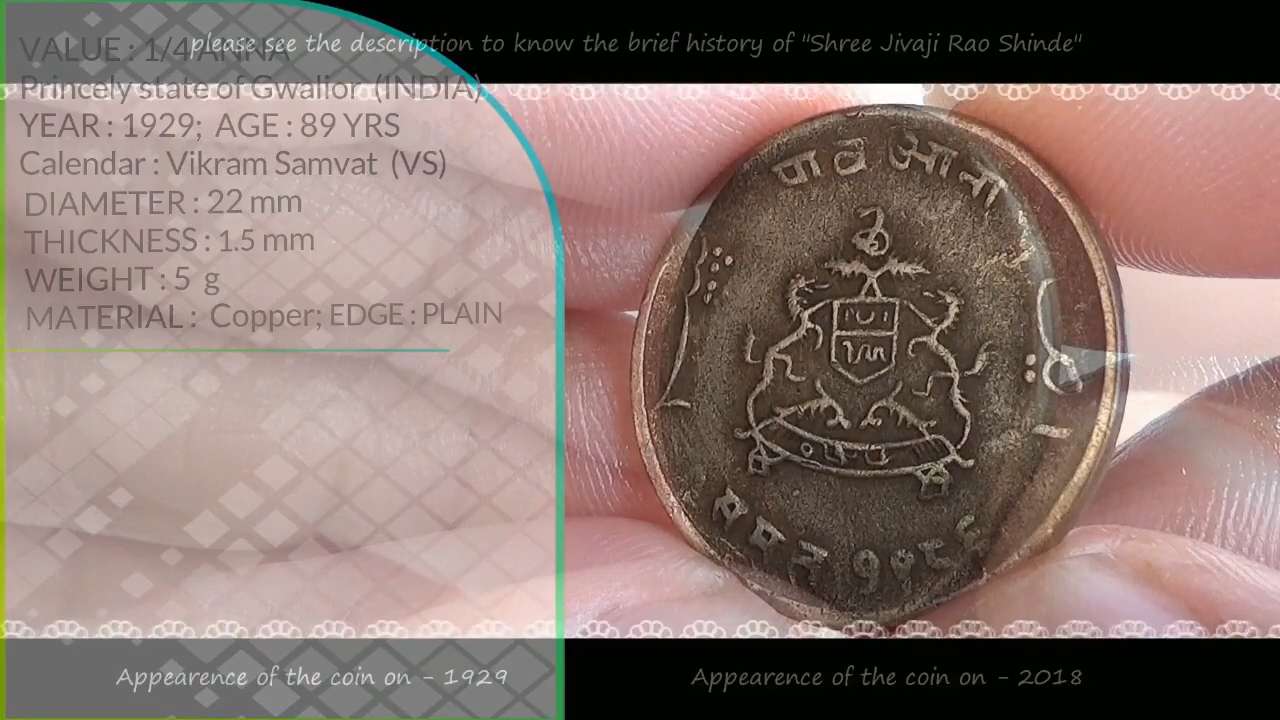 please see the description to know the brief history of "Shree Jivaji Rao Shinde"
VALUE : 1/4 ANNA
Princely state of Gwalior (INDIA)
YEAR : 1929; AGE : 89 YRS
Calendar : Vikram Samvat (VS)
DIAMETER : 22 mm
THICKNESS : 1.5 mm
WEIGHT : 5 g
MATERIAL : Copper; EDGE : PLAIN
पाव आना
Appearence of the coin on - 1929
Appearence of the coin on - 2018